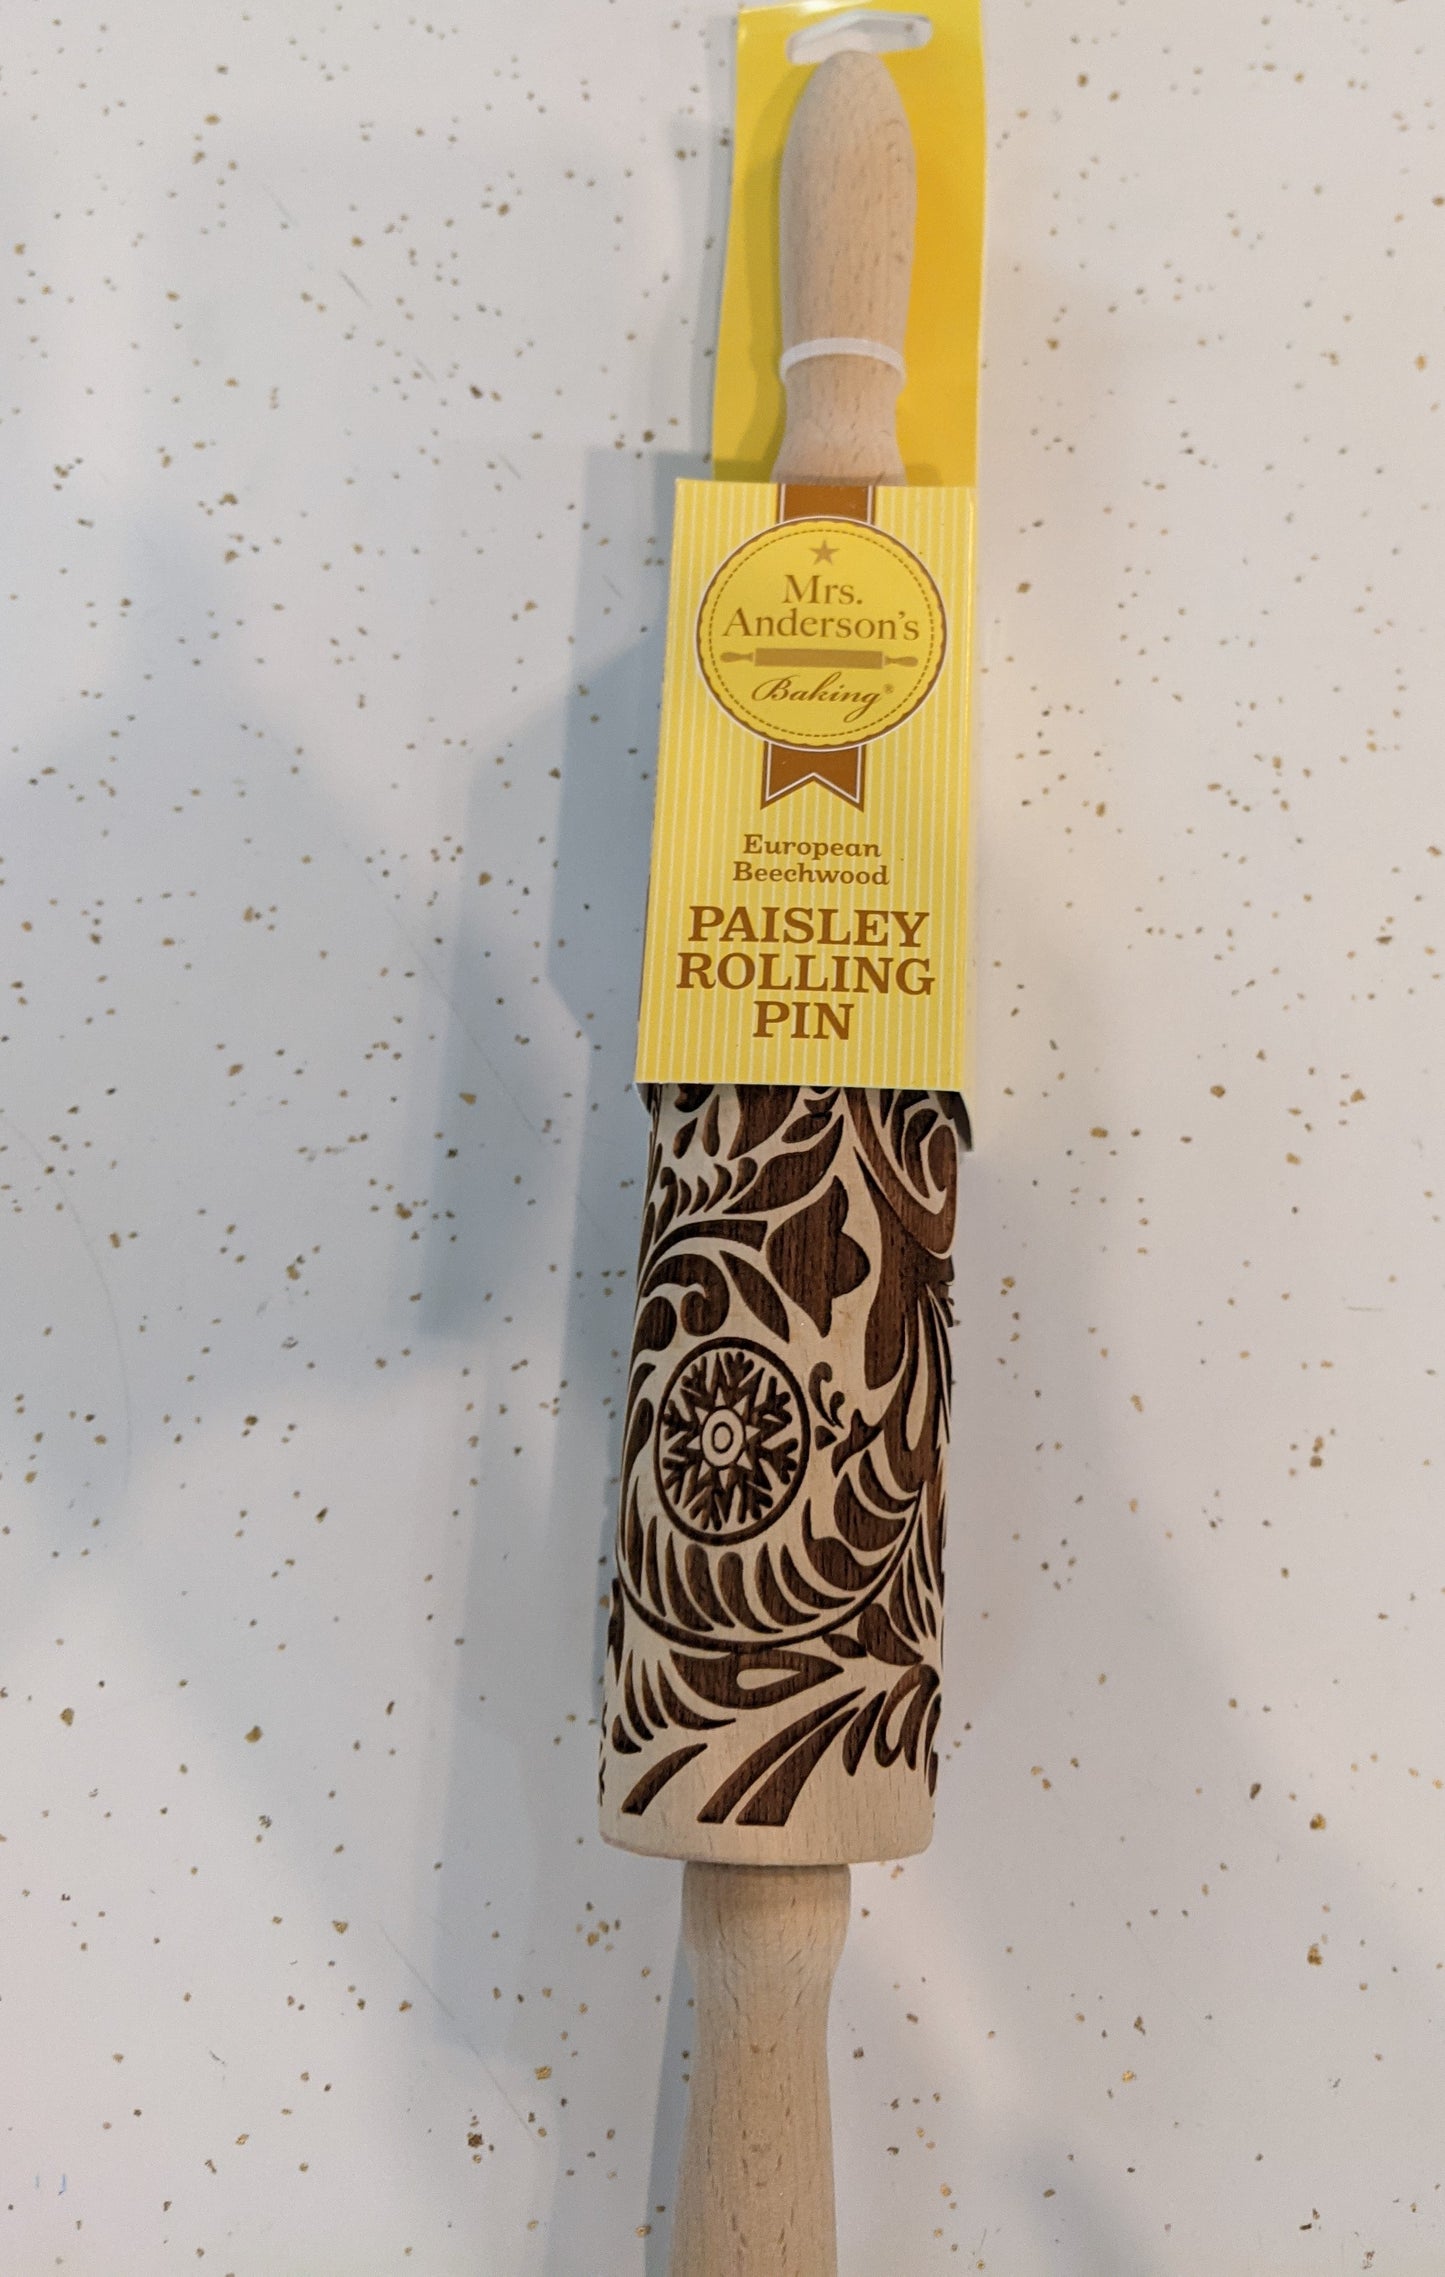 Mrs.
Anderson's
Baking®
European
Beechwood
PAISLEY
ROLLING
PIN